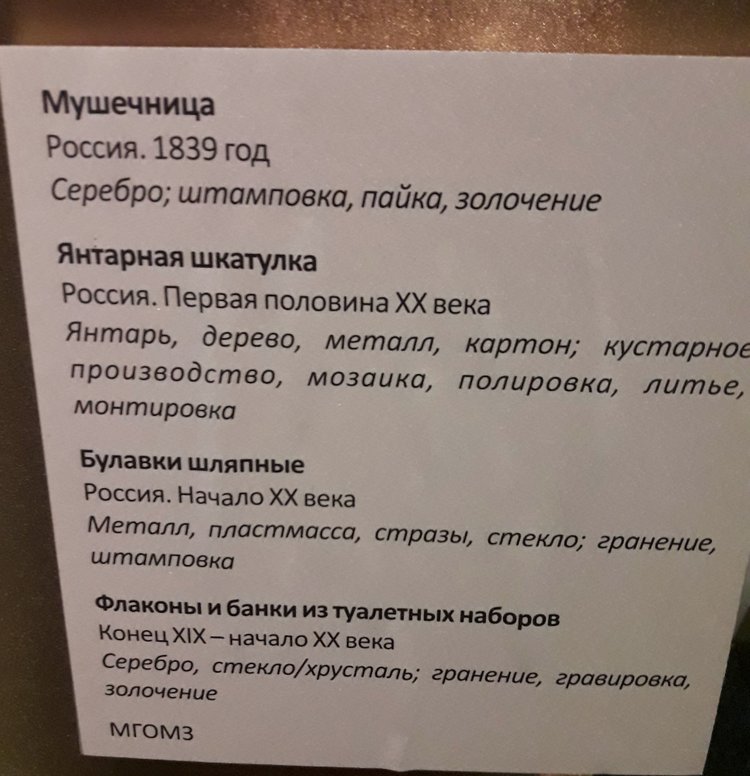 Мушечница
Россия. 1839 год
Серебро; штамповка, пайка, золочение
Янтарная шкатулка
Россия. Первая половина XX века
Янтарь, дерево, металл, картон; кустарное
производство, мозаика, полировка, литье,
монтировка
Булавки шляпные
Россия. Начало XX века
Металл, пластмасса, стразы, стекло; гранение,
штамповка
Флаконы и банки из туалетных наборов
Конец XIX – начало XX века
Серебро, стекло/хрусталь; гранение, гравировка,
золочение
МГОМЗ